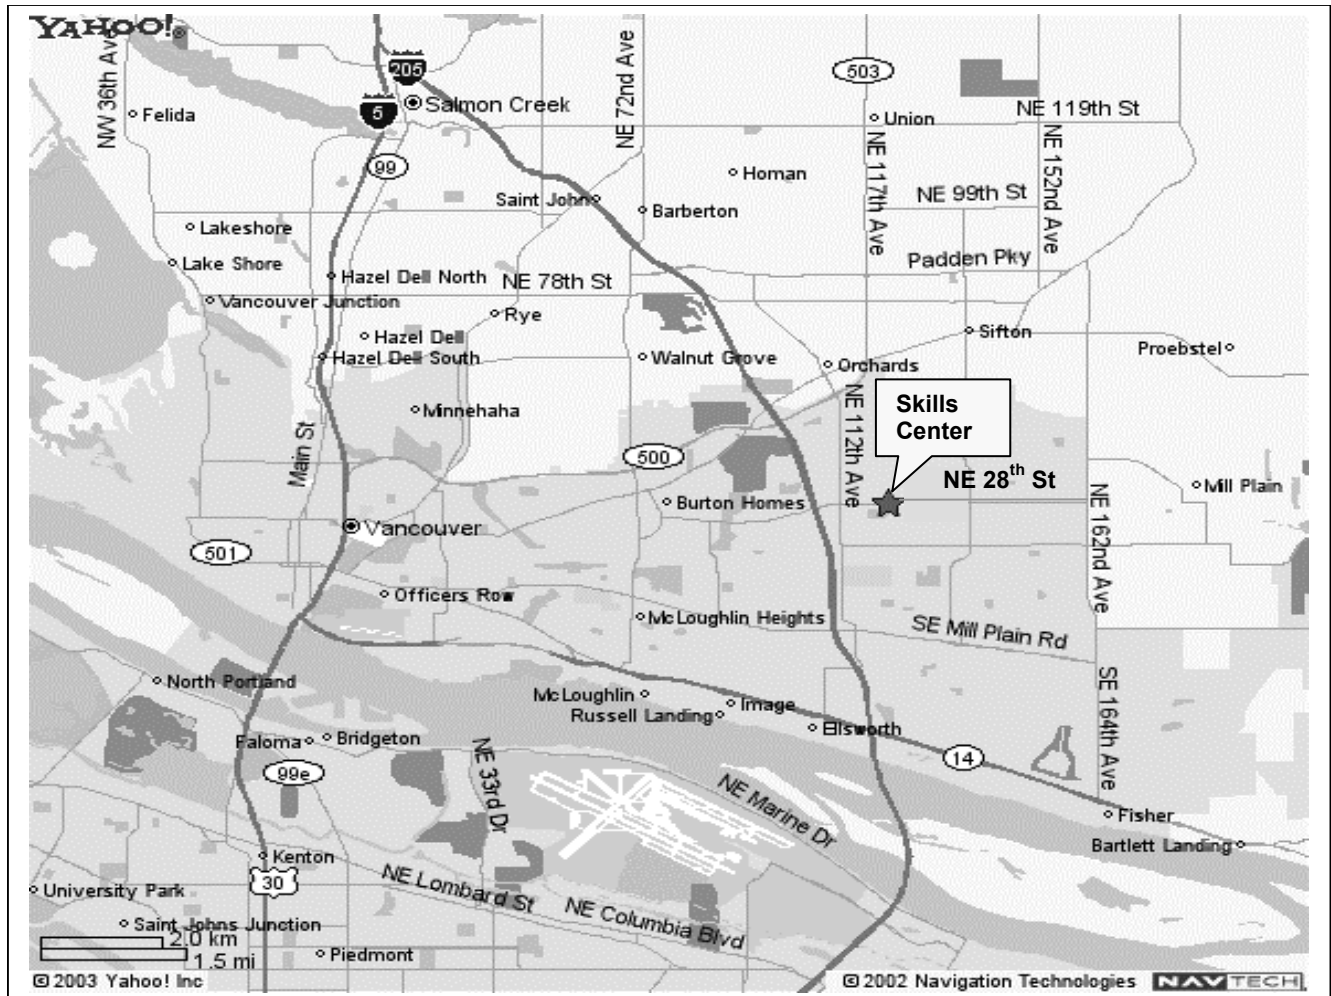 YAHOO!
NW 36th Ave
205
NE 72nd Ave
503
5
Salmon Creek
Felida
Union
NE 119th St
NE 117th Ave
NE 152nd Ave
99
Homan
Saint John
Barberton
NE 99th St
Lakeshore
Lake Shore
Hazel Dell North
NE 78th St
Padden Pky
Vancouver Junction
Rye
Hazel Dell
Sifton
Hazel Dell South
Walnut Grove
Orchards
Proebstel
Minnehaha
NE 112th Ave
Skills
Center
Main St
500
NE 28th St
Mill Plain
Burton Homes
NE 162nd Ave
Vancouver
501
Officers Row
McLoughlin Heights
SE Mill Plain Rd
North Portland
McLoughlin
Image
Russell Landing
Ellsworth
SE 164th Ave
Faloma
Bridgeton
NE 33rd Dr
14
99e
NE Marine Dr
Fisher
Bartlett Landing
Kenton
30
University Park
NE Lombard St
NE Columbia Blvd
Saint Johns Junction
2.0 km
1.5 mi
Piedmont
© 2003 Yahoo! Inc
© 2002 Navigation Technologies
NAVTECH